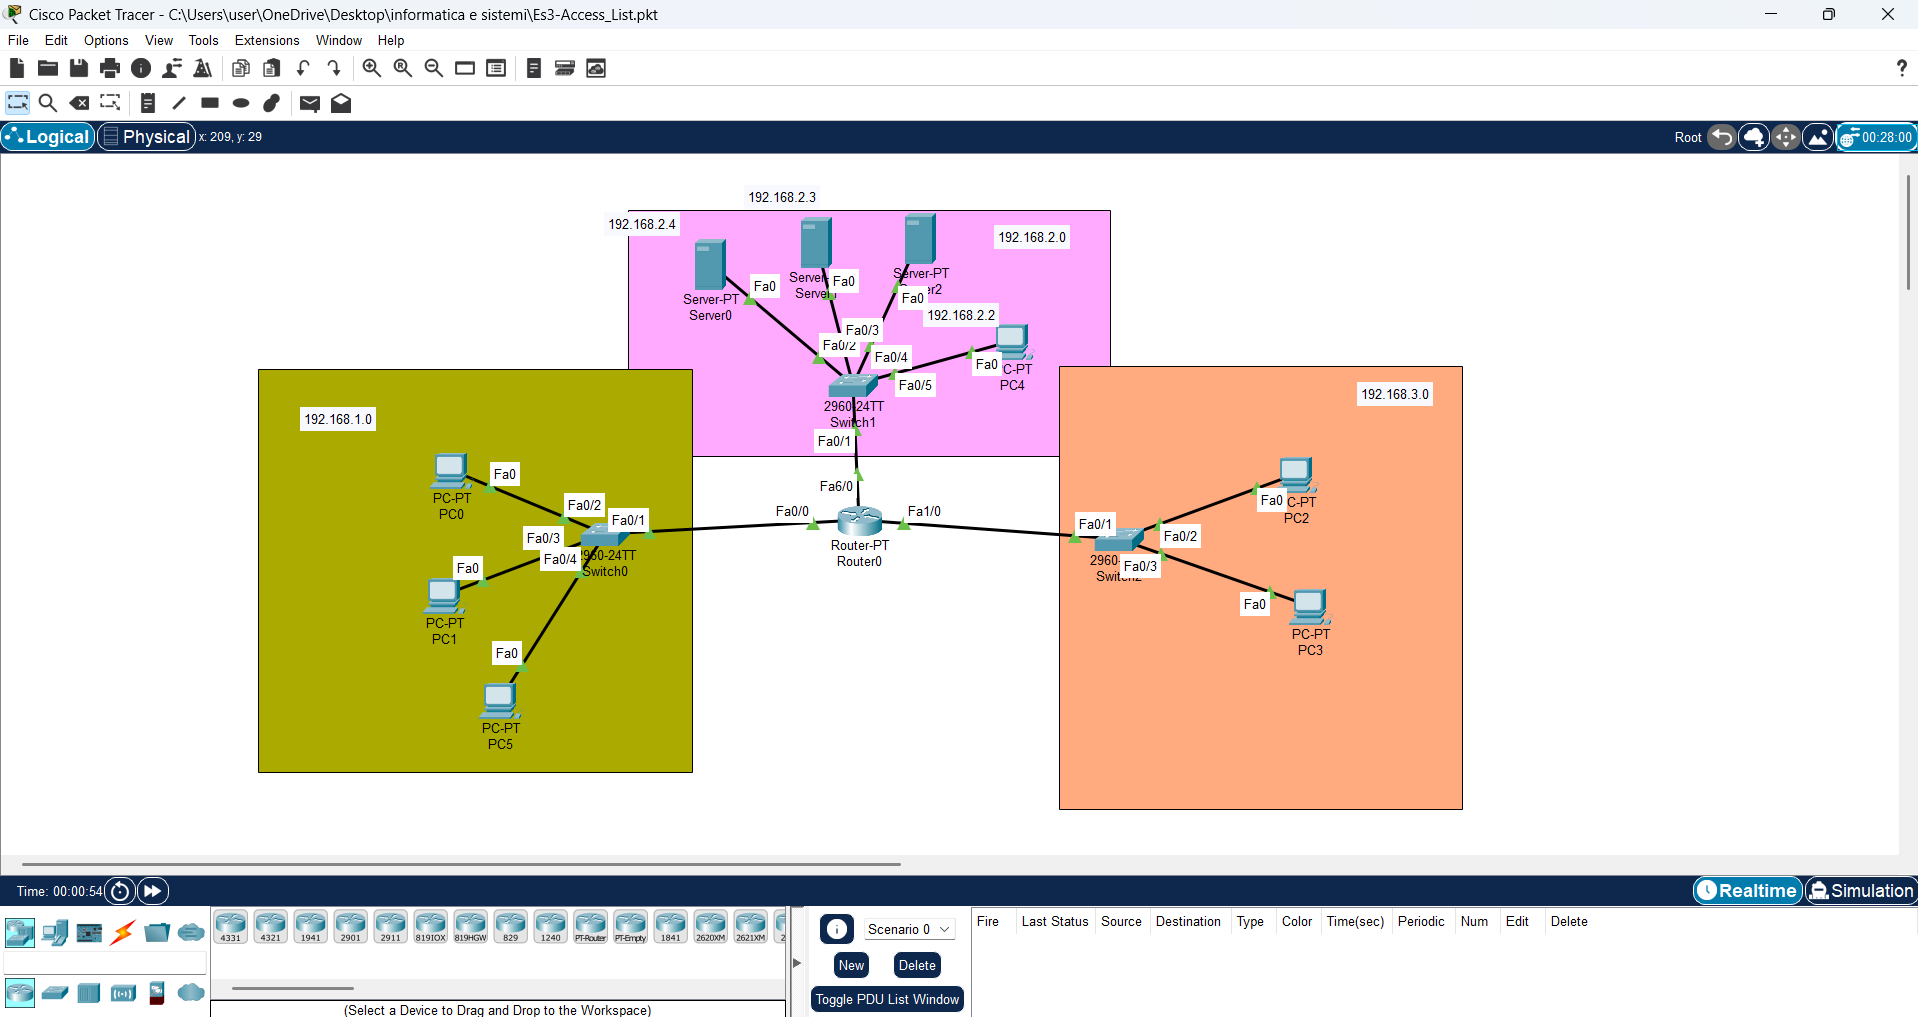 Cisco Packet Tracer - C:\Users\user\OneDrive\Desktop\informatica e sistemi\Es3-Access_List.pkt
File Edit Options View Tools Extensions Window Help
?
Logical Physical x: 209, y: 29
Root 00:28:00
192.168.2.3
192.168.2.4
192.168.2.0
Server-PT
Server0
Fa0
Server
Fa0
Server-PT
Fa0
192.168.2.2
Fa0/3
Fa0/2
Fa0/4
Fa0/5
Fa0
C-PT
PC4
2960-24TT
Switch1
Fa0/1
192.168.1.0
192.168.3.0
PC-PT
PC0
Fa0
Fa0/2
Fa0/1
Fa0/3
Fa0/4
2960-24TT
Switch0
Fa0
PC-PT
PC1
Fa0
PC-PT
PC5
Fa6/0
Fa0/0
Fa1/0
Router-PT
Router0
Fa0/1
Fa0/2
Fa0/3
2960-
Fa0
C-PT
PC2
Fa0
PC-PT
PC3
Time: 00:00:54
Realtime Simulation
4331 4321 1941 2901 2911 819IOX 819HGW 829 1240 PT-Router PT-Empty 1841 2620XM 2621XM
(Select a Device to Drag and Drop to the Workspace)
Scenario 0
New Delete
Toggle PDU List Window
Fire Last Status Source Destination Type Color Time(sec) Periodic Num Edit Delete